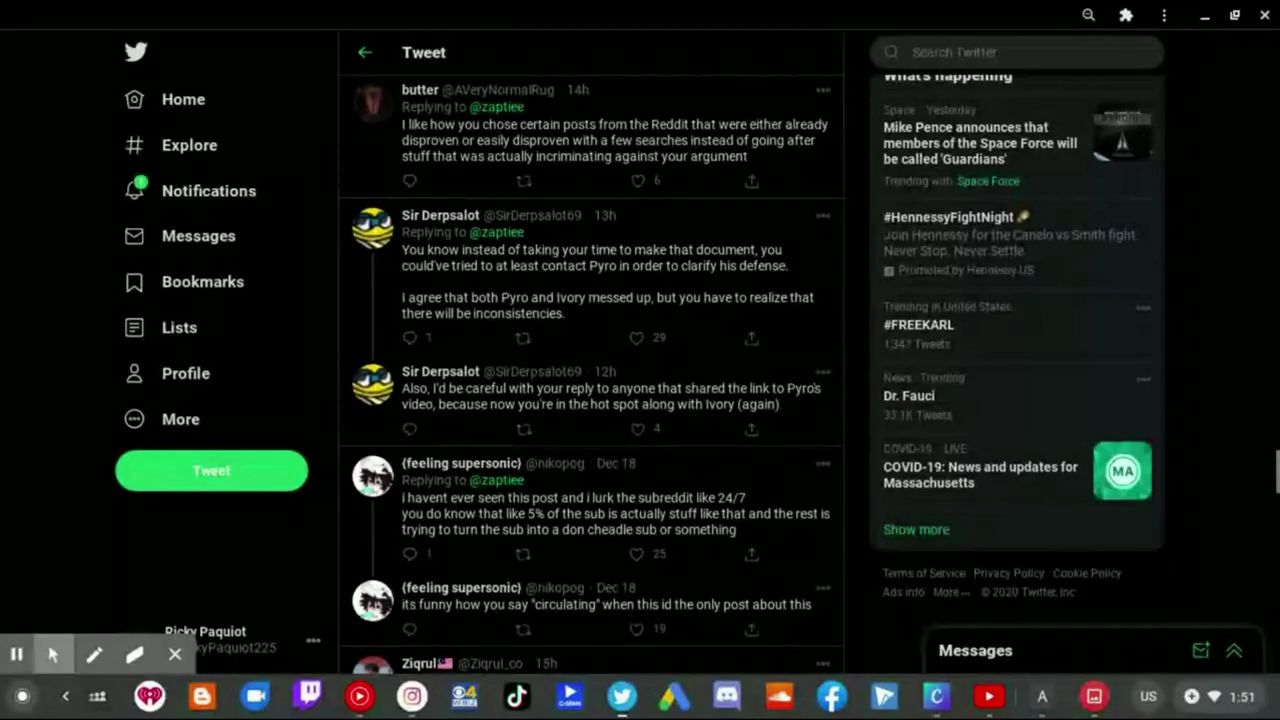 Home
Explore
Notifications
Messages
Bookmarks
Lists
Profile
More
Tweet
Ricky Paquiot
kyPaquiot225
Tweet
butter @AVeryNormalRug · 14h
Replying to @zaptiee
I like how you chose certain posts from the Reddit that were either already
disproven or easily disproven with a few searches instead of going after
stuff that was actually incriminating against your argument
6
Sir Derpsalot @SirDerpsalot69 · 13h
Replying to @zaptiee
You know instead of taking your time to make that document, you
could've tried to at least contact Pyro in order to clarify his defense.
I agree that both Pyro and Ivory messed up, but you have to realize that
there will be inconsistencies.
1 29
Sir Derpsalot @SirDerpsalot69 · 12h
Also, I'd be careful with your reply to anyone that shared the link to Pyro's
video, because now you're in the hot spot along with Ivory (again)
4
(feeling supersonic) @nikopog · Dec 18
Replying to @zaptiee
i havent ever seen this post and i lurk the subreddit like 24/7
you do know that like 5% of the sub is actually stuff like that and the rest is
trying to turn the sub into a don cheadle sub or something
1 25
(feeling supersonic) @nikopog · Dec 18
its funny how you say "circulating" when this id the only post about this
19
Ziqrul🇲🇾 @Ziqrul_co · 15h
Search Twitter
What's happening
Space · Yesterday
Mike Pence announces that
members of the Space Force will
be called 'Guardians'
Trending with Space Force
#HennessyFightNight
Join Hennessy for the Canelo vs Smith fight
Never Stop. Never Settle
Promoted by Hennessy US
Trending in United States
#FREEKARL
1,347 Tweets
News · Trending
Dr. Fauci
33.1K Tweets
COVID-19 · LIVE
COVID-19: News and updates for
Massachusetts
MA
Show more
Terms of Service Privacy Policy Cookie Policy
Ads info More © 2020 Twitter, Inc
Messages
US
1:51